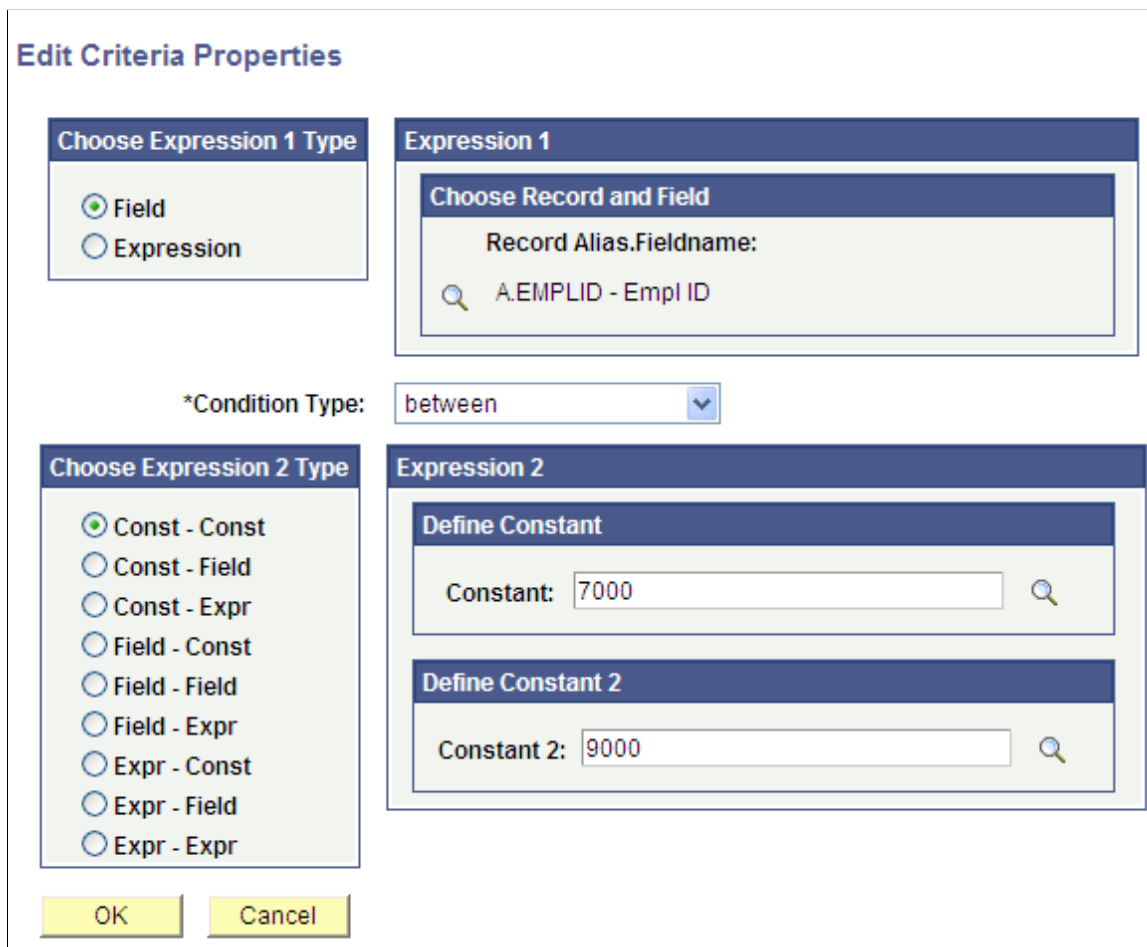 Edit Criteria Properties
Choose Expression 1 Type
Field
Expression
Expression 1
Choose Record and Field
Record Alias.Fieldname:
A.EMPLID - Empl ID
*Condition Type: between
Choose Expression 2 Type
Const - Const
Const - Field
Const - Expr
Field - Const
Field - Field
Field - Expr
Expr - Const
Expr - Field
Expr - Expr
Expression 2
Define Constant
Constant: 7000
Define Constant 2
Constant 2: 9000
OK Cancel